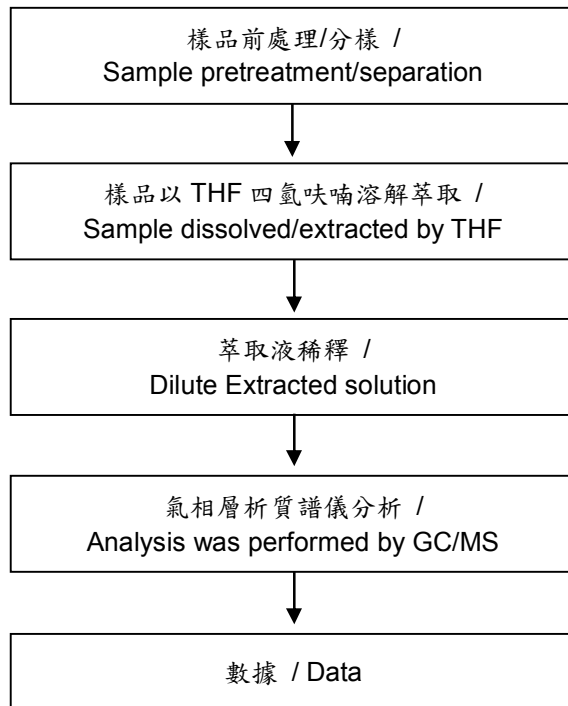 樣品前處理/分樣 /
Sample pretreatment/separation
樣品以 THF 四氫呋喃溶解萃取 /
Sample dissolved/extracted by THF
萃取液稀釋 /
Dilute Extracted solution
氣相層析質譜儀分析 /
Analysis was performed by GC/MS
數據 / Data